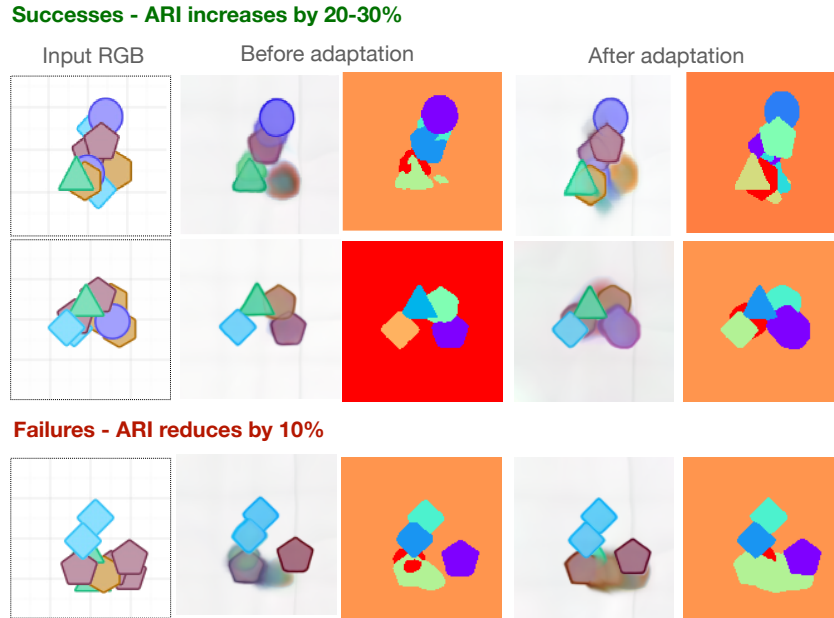 Successes - ARI increases by 20-30%
Input RGB
Before adaptation
After adaptation
Failures - ARI reduces by 10%